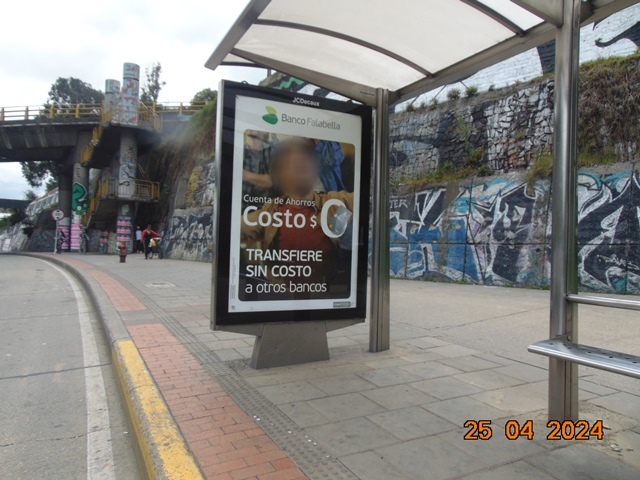 JCDecaux
Banco Falabella
Cuenta de Ahorros
Costo $0
TRANSFIERE
SIN COSTO
a otros bancos
25 04 2024